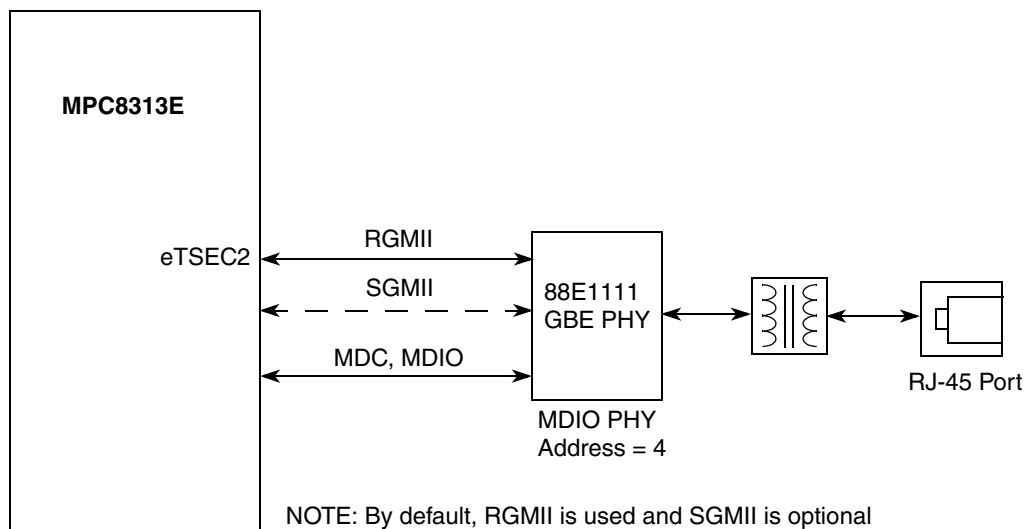 MPC8313E
eTSEC2
RGMII
SGMII
MDC, MDIO
88E1111
GBE PHY
MDIO PHY
Address = 4
RJ-45 Port
NOTE: By default, RGMII is used and SGMII is optional